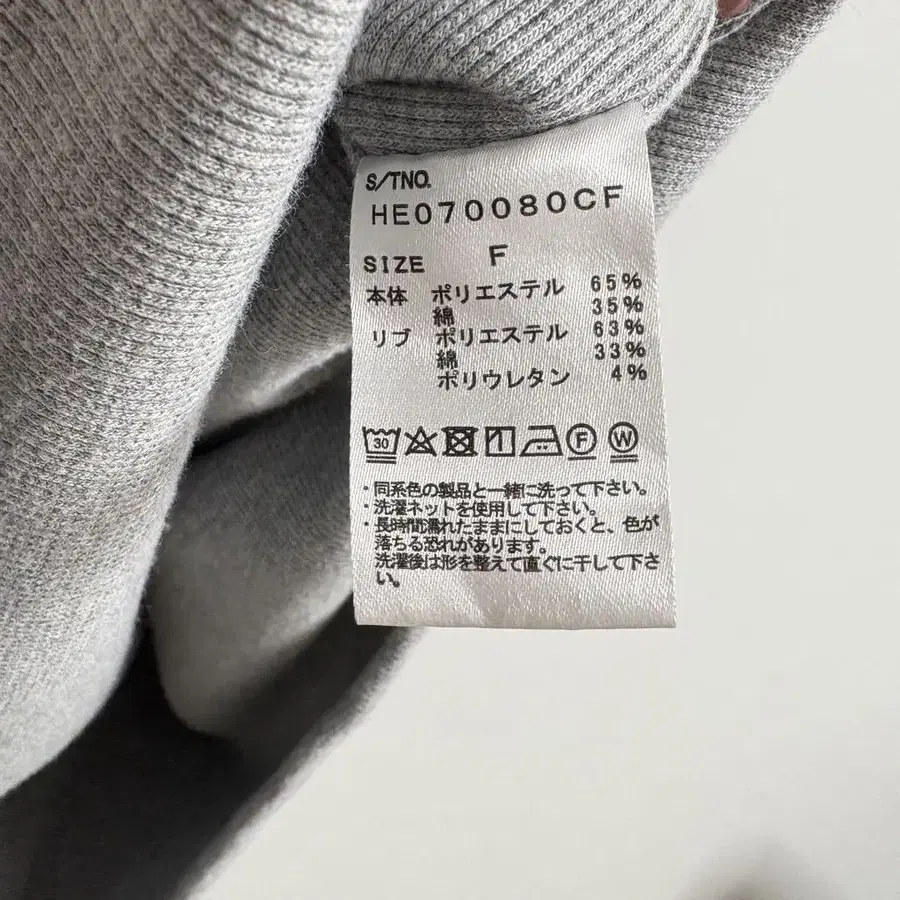 S/TNO.
HE070080CF
SIZE F
本体 ポリエステル 65%
綿 35%
リブ ポリエステル 63%
綿 33%
ポリウレタン 4%
30 F W
・同系色の製品と一緒に洗って下さい。
・洗濯ネットを使用して下さい。
・長時間濡れたままにしておくと、色が
落ちる恐れがあります。
洗濯後は形を整えて直ぐに干して下さ
い。